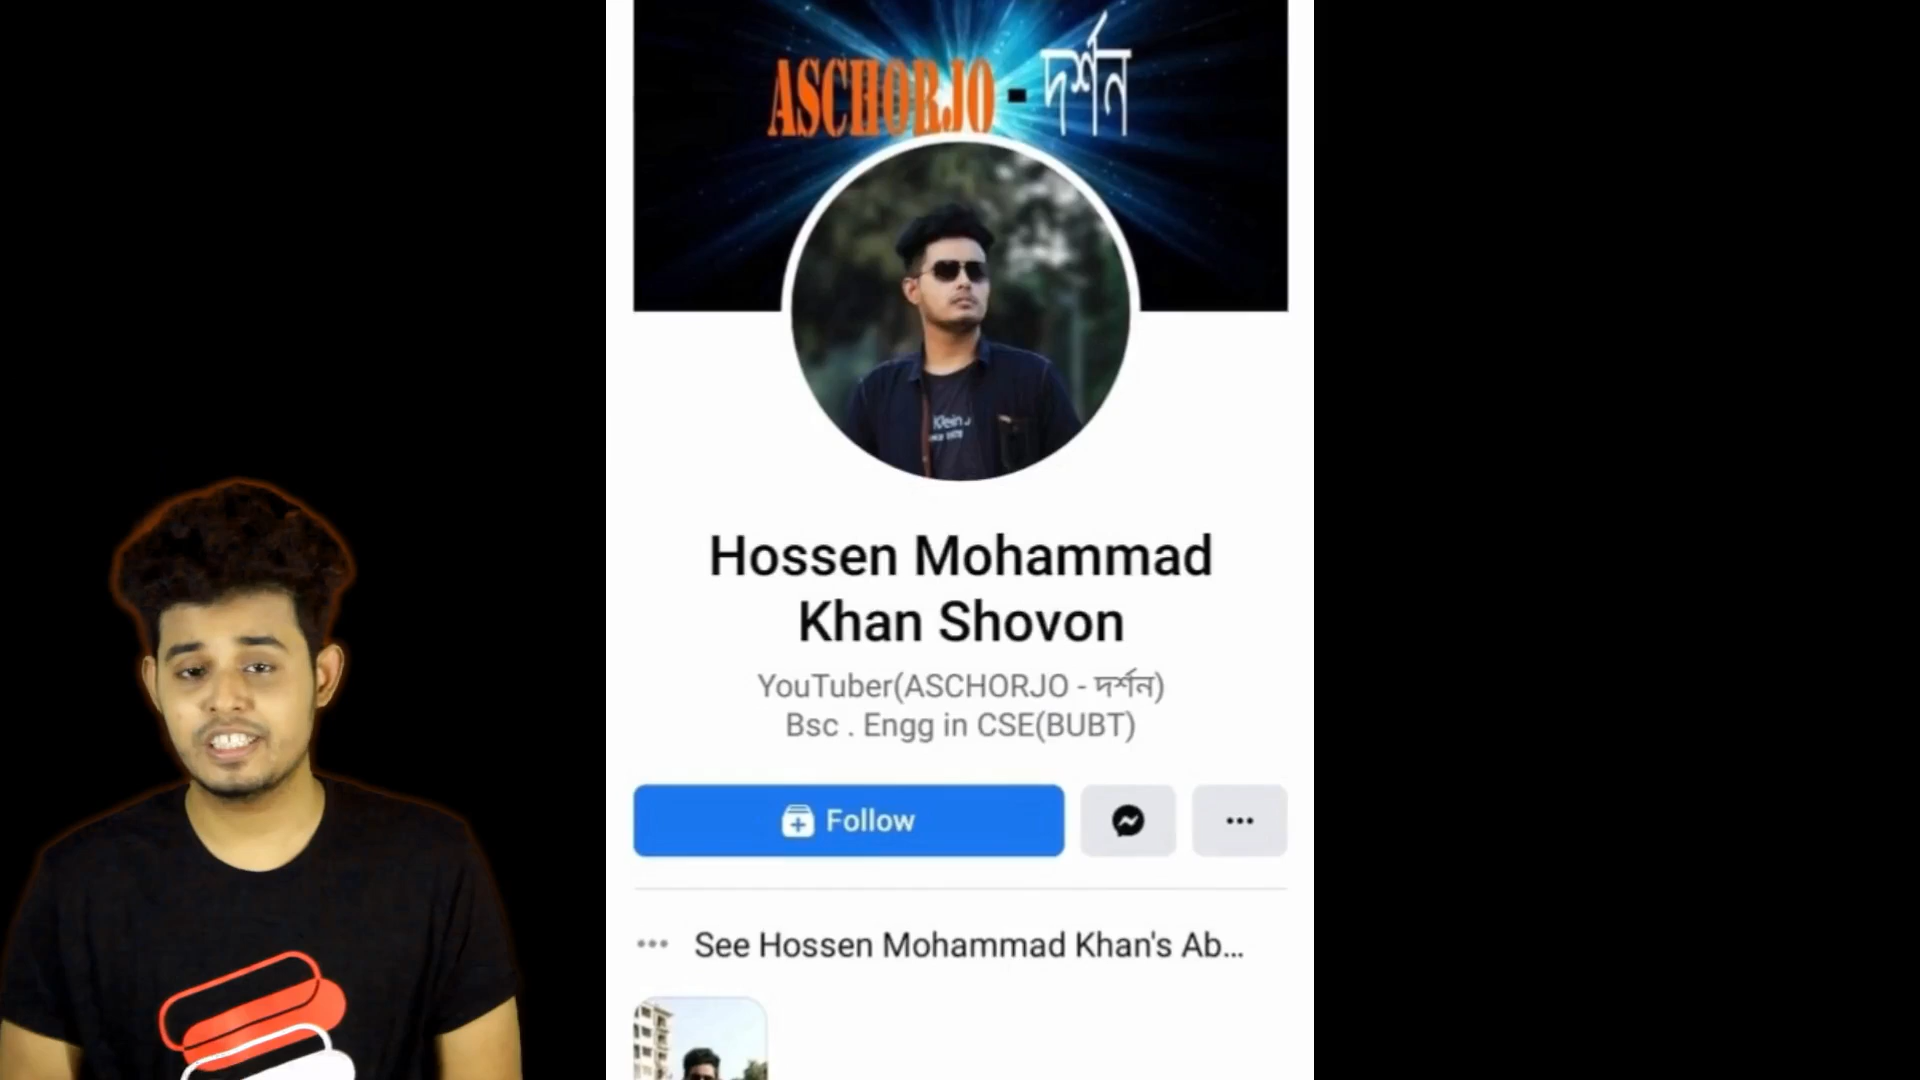 ASCHORJO - দর্শন
Klein
Hossen Mohammad
Khan Shovon
YouTuber(ASCHORJO - দর্শন)
Bsc . Engg in CSE(BUBT)
Follow
See Hossen Mohammad Khan's Ab...